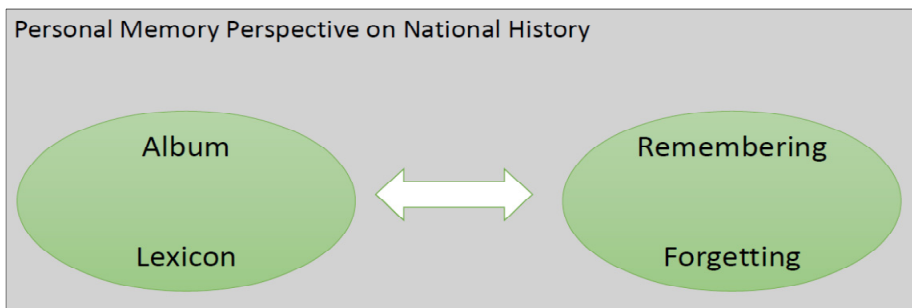 Personal Memory Perspective on National History
Album
Remembering
Lexicon
Forgetting